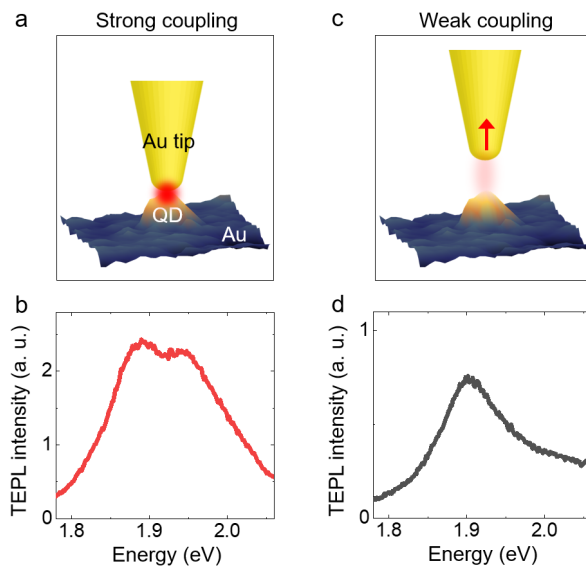 a
Strong coupling
Au tip
QD
Au
c
Weak coupling
b
TEPL intensity (a. u.)
2
1
0
1.8
1.9
2.0
Energy (eV)
d
TEPL intensity (a. u.)
1
0
1.8
1.9
2.0
Energy (eV)